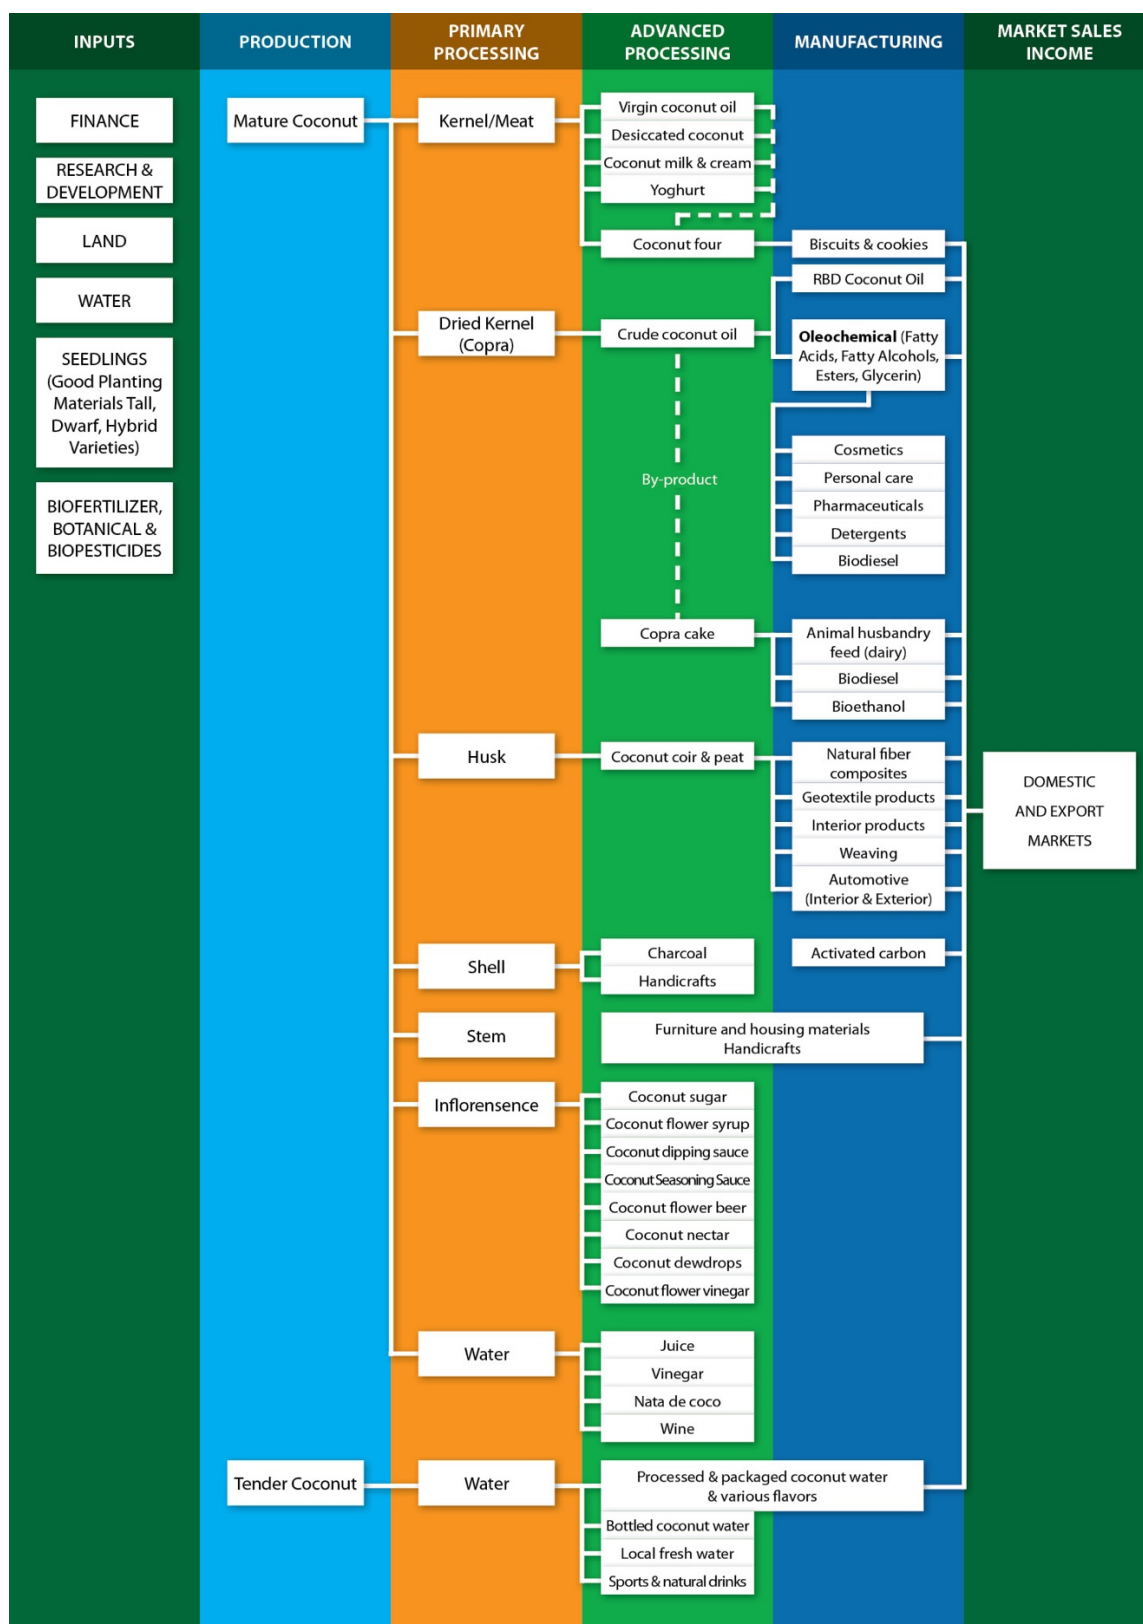 INPUTS
PRODUCTION
PRIMARY
PROCESSING
ADVANCED
PROCESSING
MANUFACTURING
MARKET SALES
INCOME
FINANCE
RESEARCH &
DEVELOPMENT
LAND
WATER
SEEDLINGS
(Good Planting
Materials Tall,
Dwarf, Hybrid
Varieties)
BIOFERTILIZER,
BOTANICAL &
BIOPESTICIDES
Mature Coconut
Kernel/Meat
Virgin coconut oil
Desiccated coconut
Coconut milk & cream
Yoghurt
Coconut four
Biscuits & cookies
Dried Kernel
(Copra)
Crude coconut oil
RBD Coconut Oil
Oleochemical (Fatty
Acids, Fatty Alcohols,
Esters, Glycerin)
Cosmetics
Personal care
Pharmaceuticals
Detergents
Biodiesel
By-product
Copra cake
Animal husbandry
feed (dairy)
Biodiesel
Bioethanol
Husk
Coconut coir & peat
Natural fiber
composites
Geotextile products
Interior products
Weaving
Automotive
(Interior & Exterior)
DOMESTIC
AND EXPORT
MARKETS
Shell
Charcoal
Handicrafts
Activated carbon
Stem
Furniture and housing materials
Handicrafts
Inflorensence
Coconut sugar
Coconut flower syrup
Coconut dipping sauce
Coconut Seasoning Sauce
Coconut flower beer
Coconut nectar
Coconut dewdrops
Coconut flower vinegar
Water
Juice
Vinegar
Nata de coco
Wine
Tender Coconut
Water
Processed & packaged coconut water
& various flavors
Bottled coconut water
Local fresh water
Sports & natural drinks